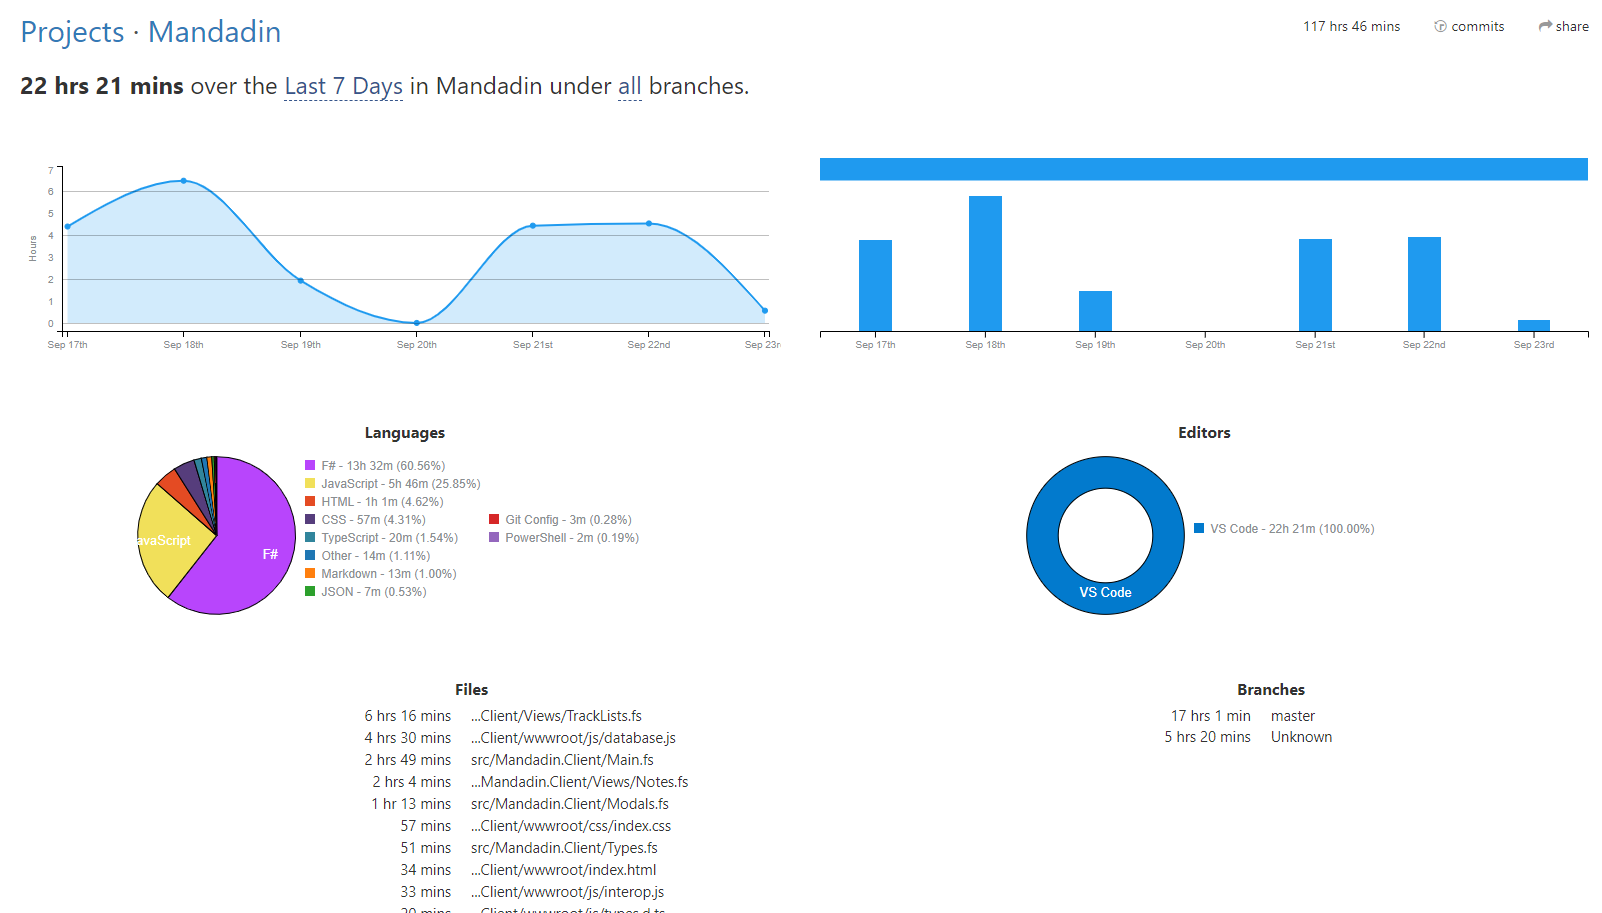 Projects · Mandadin
117 hrs 46 mins
commits
share
22 hrs 21 mins over the Last 7 Days in Mandadin under all branches.
Hours
7
6
5
4
3
2
1
0
Sep 17th
Sep 18th
Sep 19th
Sep 20th
Sep 21st
Sep 22nd
Sep 23r
Sep 17th
Sep 18th
Sep 19th
Sep 20th
Sep 21st
Sep 22nd
Sep 23rd
Languages
avaScript
F#
F# - 13h 32m (60.56%)
JavaScript - 5h 46m (25.85%)
HTML - 1h 1m (4.62%)
CSS - 57m (4.31%)
TypeScript - 20m (1.54%)
Other - 14m (1.11%)
Markdown - 13m (1.00%)
JSON - 7m (0.53%)
Git Config - 3m (0.28%)
PowerShell - 2m (0.19%)
Editors
VS Code
VS Code - 22h 21m (100.00%)
Files
6 hrs 16 mins ...Client/Views/TrackLists.fs
4 hrs 30 mins ...Client/wwwroot/js/database.js
2 hrs 49 mins src/Mandadin.Client/Main.fs
2 hrs 4 mins ...Mandadin.Client/Views/Notes.fs
1 hr 13 mins src/Mandadin.Client/Modals.fs
57 mins ...Client/wwwroot/css/index.css
51 mins src/Mandadin.Client/Types.fs
34 mins ...Client/wwwroot/index.html
33 mins ...Client/wwwroot/js/interop.js
20 mins ...Client/wwwroot/js/types.d.ts
Branches
17 hrs 1 min master
5 hrs 20 mins Unknown